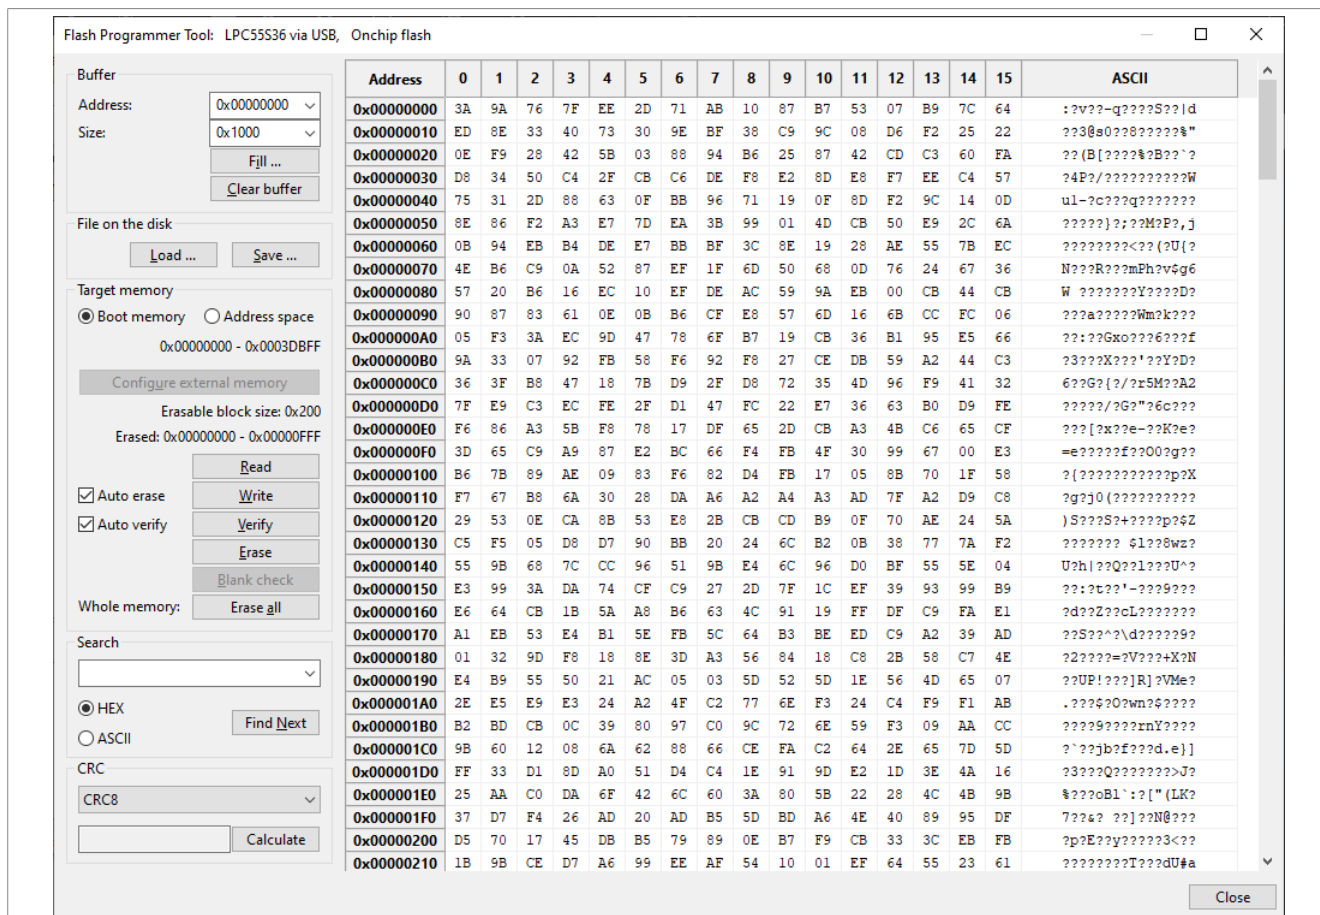 Flash Programmer Tool: LPC55S36 via USB, Onchip flash
Buffer
Address: 0x00000000
Size: 0x1000
Fill ...
Clear buffer
File on the disk
Load ... Save ...
Target memory
Boot memory Address space
0x00000000 - 0x0003DBFF
Configure external memory
Erasable block size: 0x200
Erased: 0x00000000 - 0x00000FFF
Read
Auto erase Write
Auto verify Verify
Erase
Blank check
Whole memory: Erase all
Search
HEX
Find Next
ASCII
CRC
CRC8
Calculate
Address 0 1 2 3 4 5 6 7 8 9 10 11 12 13 14 15 ASCII
0x00000000 3A 9A 76 7F EE 2D 71 AB 10 87 B7 53 07 B9 7C 64 :?v??-q????S??|d
0x00000010 ED 8E 33 40 73 30 9E BF 38 C9 9C 08 D6 F2 25 22 ??3@s0??8?????%"
0x00000020 0E F9 28 42 5B 03 88 94 B6 25 87 42 CD C3 60 FA ??(B[????%?B??`?
0x00000030 D8 34 50 C4 2F CB C6 DE F8 E2 8D E8 F7 EE C4 57 ?4P?/??????????W
0x00000040 75 31 2D 88 63 0F BB 96 71 19 0F 8D F2 9C 14 0D u1-?c???q???????
0x00000050 8E 86 F2 A3 E7 7D EA 3B 99 01 4D CB 50 E9 2C 6A ?????}?;??M?P?,j
0x00000060 0B 94 EB B4 DE E7 BB BF 3C 8E 19 28 AE 55 7B EC ????????<??(?U{?
0x00000070 4E B6 C9 0A 52 87 EF 1F 6D 50 68 0D 76 24 67 36 N???R???mPh?v$g6
0x00000080 57 20 B6 16 EC 10 EF DE AC 59 9A EB 00 CB 44 CB W ???????Y????D?
0x00000090 90 87 83 61 0E 0B B6 CF E8 57 6D 16 6B CC FC 06 ???a?????Wm?k???
0x000000A0 05 F3 3A EC 9D 47 78 6F B7 19 CB 36 B1 95 E5 66 ??:??Gxo???6???f
0x000000B0 9A 33 07 92 FB 58 F6 92 F8 27 CE DB 59 A2 44 C3 ?3???X???'??Y?D?
0x000000C0 36 3F B8 47 18 7B D9 2F D8 72 35 4D 96 F9 41 32 6??G?{?/?r5M??A2
0x000000D0 7F E9 C3 EC FE 2F D1 47 FC 22 E7 36 63 B0 D9 FE ?????/?G?"?6c???
0x000000E0 F6 86 A3 5B F8 78 17 DF 65 2D CB A3 4B C6 65 CF ???[?x??e-??K?e?
0x000000F0 3D 65 C9 A9 87 E2 BC 66 F4 FB 4F 30 99 67 00 E3 =e?????f??O0?g??
0x00000100 B6 7B 89 AE 09 83 F6 82 D4 FB 17 05 8B 70 1F 58 ?{???????????p?X
0x00000110 F7 67 B8 6A 30 28 DA A6 A2 A4 A3 AD 7F A2 D9 C8 ?g?j0(??????????
0x00000120 29 53 0E CA 8B 53 E8 2B CB CD B9 0F 70 AE 24 5A )S???S?+????p?$Z
0x00000130 C5 F5 05 D8 D7 90 BB 20 24 6C B2 0B 38 77 7A F2 ??????? $l??8wz?
0x00000140 55 9B 68 7C CC 96 51 9B E4 6C 96 D0 BF 55 5E 04 U?h|??Q??l???U^?
0x00000150 E3 99 3A DA 74 CF C9 27 2D 7F 1C EF 39 93 99 B9 ??:?t??'-???9???
0x00000160 E6 64 CB 1B 5A A8 B6 63 4C 91 19 FF DF C9 FA E1 ?d??Z??cL???????
0x00000170 A1 EB 53 E4 B1 5E FB 5C 64 B3 BE ED C9 A2 39 AD ??S??^?\d?????9?
0x00000180 01 32 9D F8 18 8E 3D A3 56 84 18 C8 2B 58 C7 4E ?2????=?V???+X?N
0x00000190 E4 B9 55 50 21 AC 05 03 5D 52 5D 1E 56 4D 65 07 ??UP!???]R]?VMe?
0x000001A0 2E E5 E9 E3 24 A2 4F C2 77 6E F3 24 C4 F9 F1 AB .???$?O?wn?$????
0x000001B0 B2 BD CB 0C 39 80 97 C0 9C 72 6E 59 F3 09 AA CC ????9????rnY????
0x000001C0 9B 60 12 08 6A 62 88 66 CE FA C2 64 2E 65 7D 5D ?`??jb?f???d.e}]
0x000001D0 FF 33 D1 8D A0 51 D4 C4 1E 91 9D E2 1D 3E 4A 16 ?3???Q???????>J?
0x000001E0 25 AA C0 DA 6F 42 6C 60 3A 80 5B 22 28 4C 4B 9B %???oBl`:?["(LK?
0x000001F0 37 D7 F4 26 AD 20 AD B5 5D BD A6 4E 40 89 95 DF 7??&? ??]??N@???
0x00000200 D5 70 17 45 DB B5 79 89 0E B7 F9 CB 33 3C EB FB ?p?E??y?????3<??
0x00000210 1B 9B CE D7 A6 99 EE AF 54 10 01 EF 64 55 23 61 ????????T???dU#a
Close